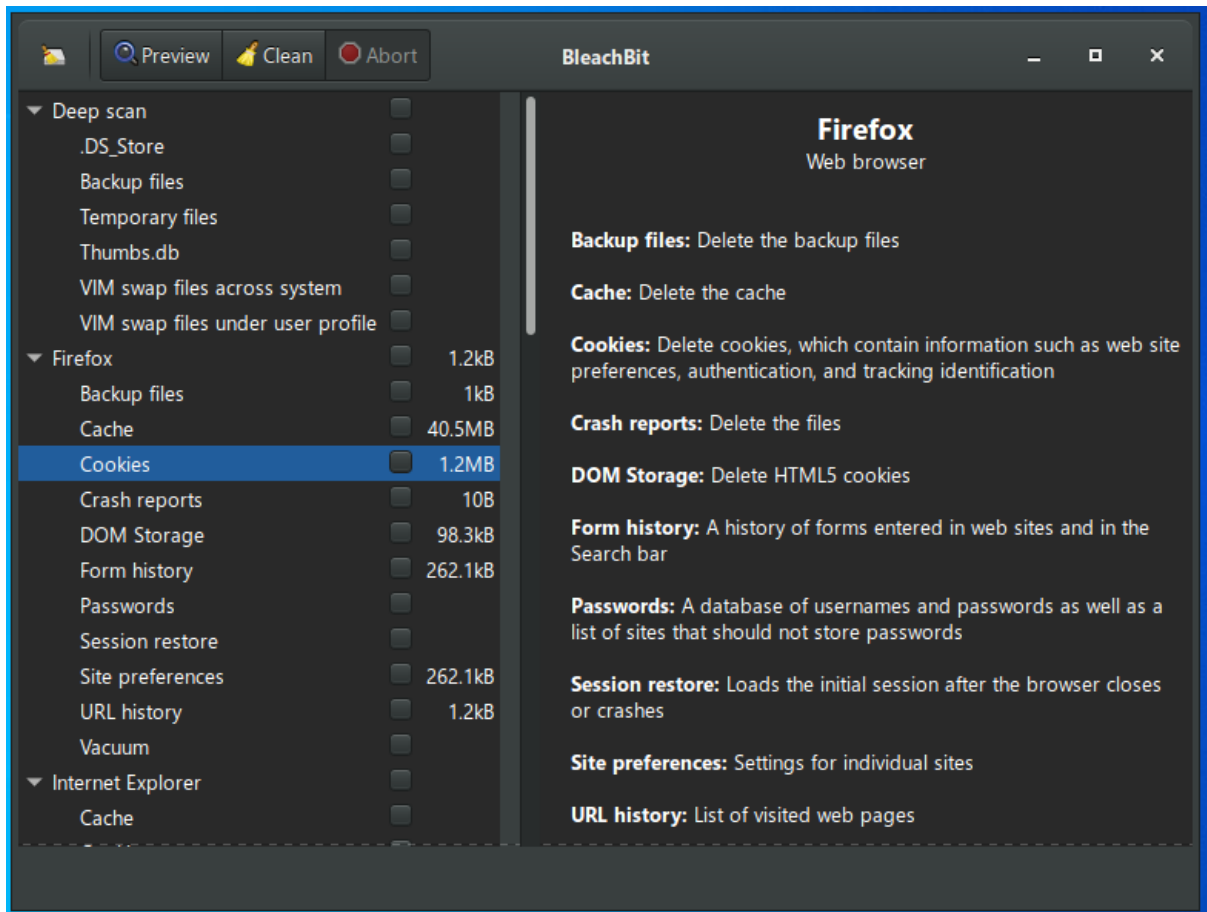 Preview Clean Abort BleachBit
Deep scan
.DS_Store
Backup files
Temporary files
Thumbs.db
VIM swap files across system
VIM swap files under user profile
Firefox 1.2kB
Backup files 1kB
Cache 40.5MB
Cookies 1.2MB
Crash reports 10B
DOM Storage 98.3kB
Form history 262.1kB
Passwords
Session restore
Site preferences 262.1kB
URL history 1.2kB
Vacuum
Internet Explorer
Cache
Firefox
Web browser
Backup files: Delete the backup files
Cache: Delete the cache
Cookies: Delete cookies, which contain information such as web site
preferences, authentication, and tracking identification
Crash reports: Delete the files
DOM Storage: Delete HTML5 cookies
Form history: A history of forms entered in web sites and in the
Search bar
Passwords: A database of usernames and passwords as well as a
list of sites that should not store passwords
Session restore: Loads the initial session after the browser closes
or crashes
Site preferences: Settings for individual sites
URL history: List of visited web pages